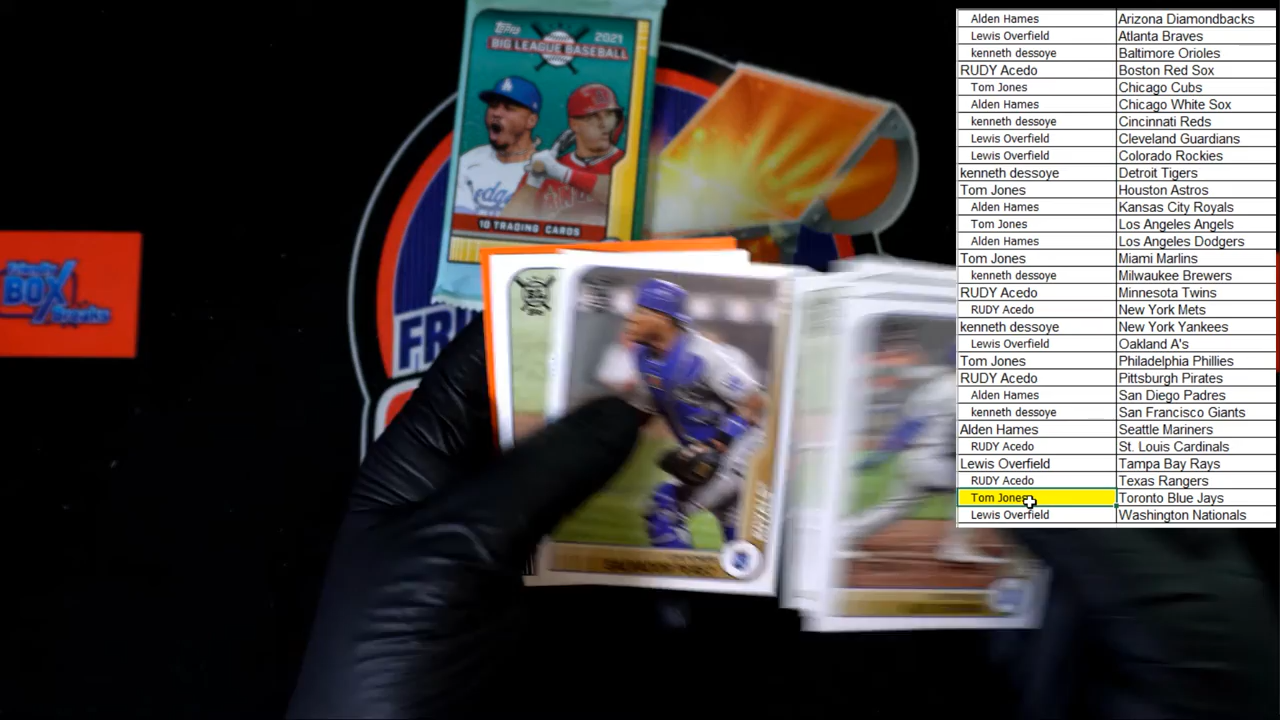 Topps
2021
BIG LEAGUE BASEBALL
10 TRADING CARDS
BOX
Breaks
FRI
Alden Hames Arizona Diamondbacks
Lewis Overfield Atlanta Braves
kenneth dessoye Baltimore Orioles
RUDY Acedo Boston Red Sox
Tom Jones Chicago Cubs
Alden Hames Chicago White Sox
kenneth dessoye Cincinnati Reds
Lewis Overfield Cleveland Guardians
Lewis Overfield Colorado Rockies
kenneth dessoye Detroit Tigers
Tom Jones Houston Astros
Alden Hames Kansas City Royals
Tom Jones Los Angeles Angels
Alden Hames Los Angeles Dodgers
Tom Jones Miami Marlins
kenneth dessoye Milwaukee Brewers
RUDY Acedo Minnesota Twins
RUDY Acedo New York Mets
kenneth dessoye New York Yankees
Lewis Overfield Oakland A's
Tom Jones Philadelphia Phillies
RUDY Acedo Pittsburgh Pirates
Alden Hames San Diego Padres
kenneth dessoye San Francisco Giants
Alden Hames Seattle Mariners
RUDY Acedo St. Louis Cardinals
Lewis Overfield Tampa Bay Rays
RUDY Acedo Texas Rangers
Tom Jones Toronto Blue Jays
Lewis Overfield Washington Nationals